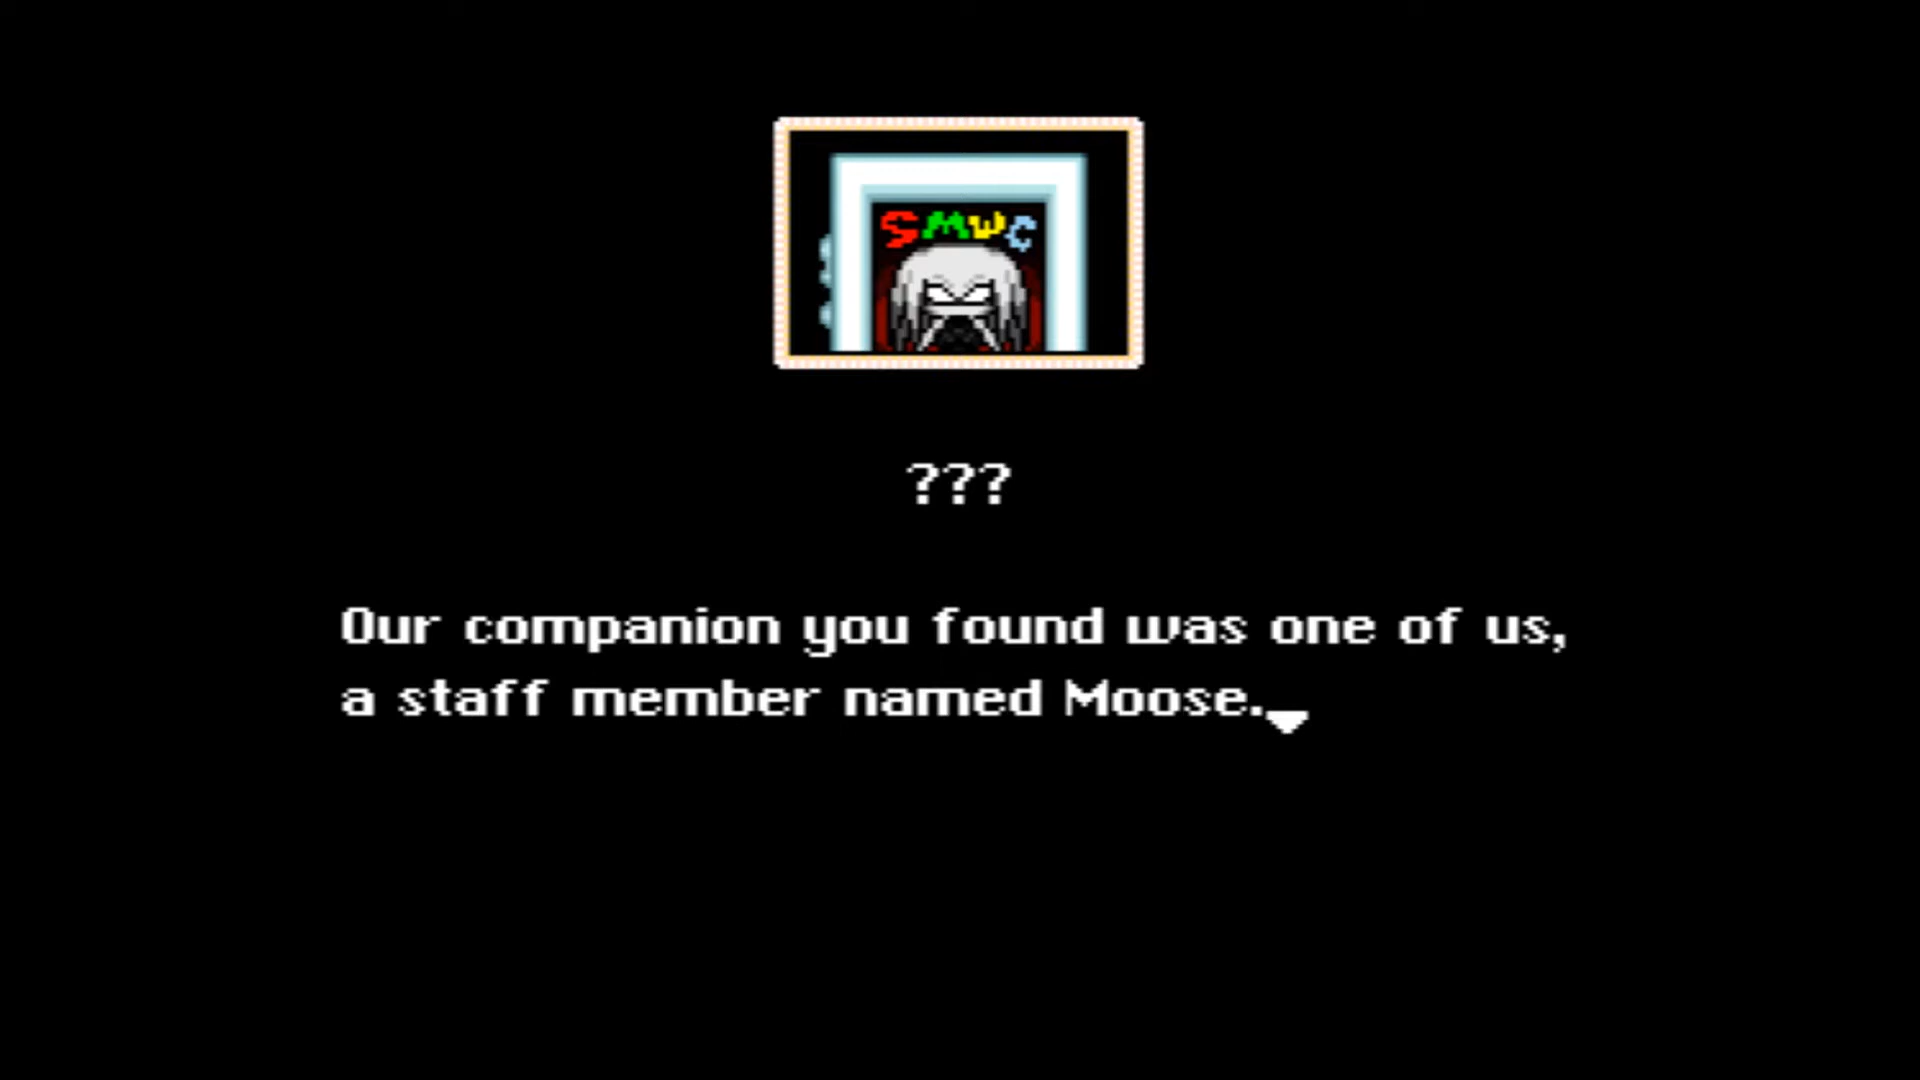 SMWC
???
Our companion you found was one of us,
a staff member named Moose.